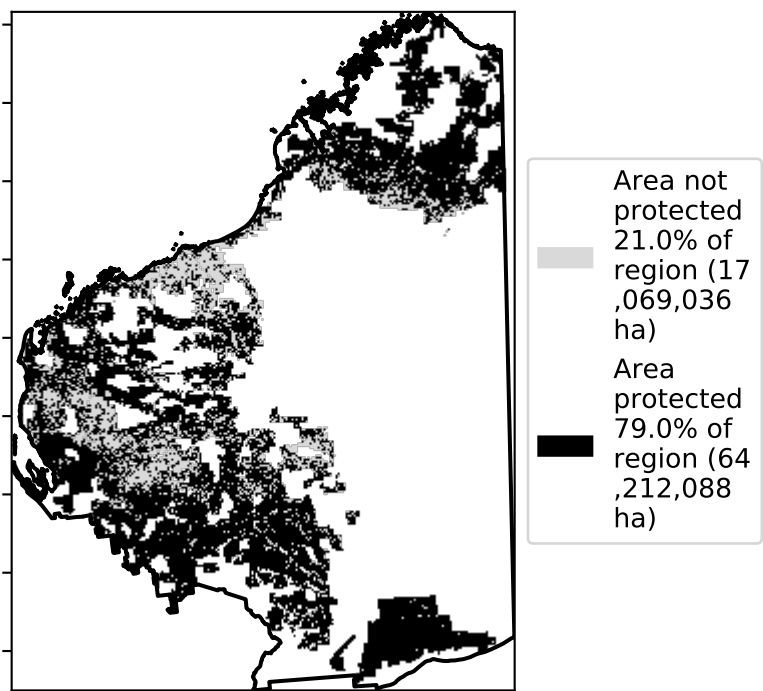 Area not
protected
21.0% of
region (17
,069,036
ha)
Area
protected
79.0% of
region (64
,212,088
ha)